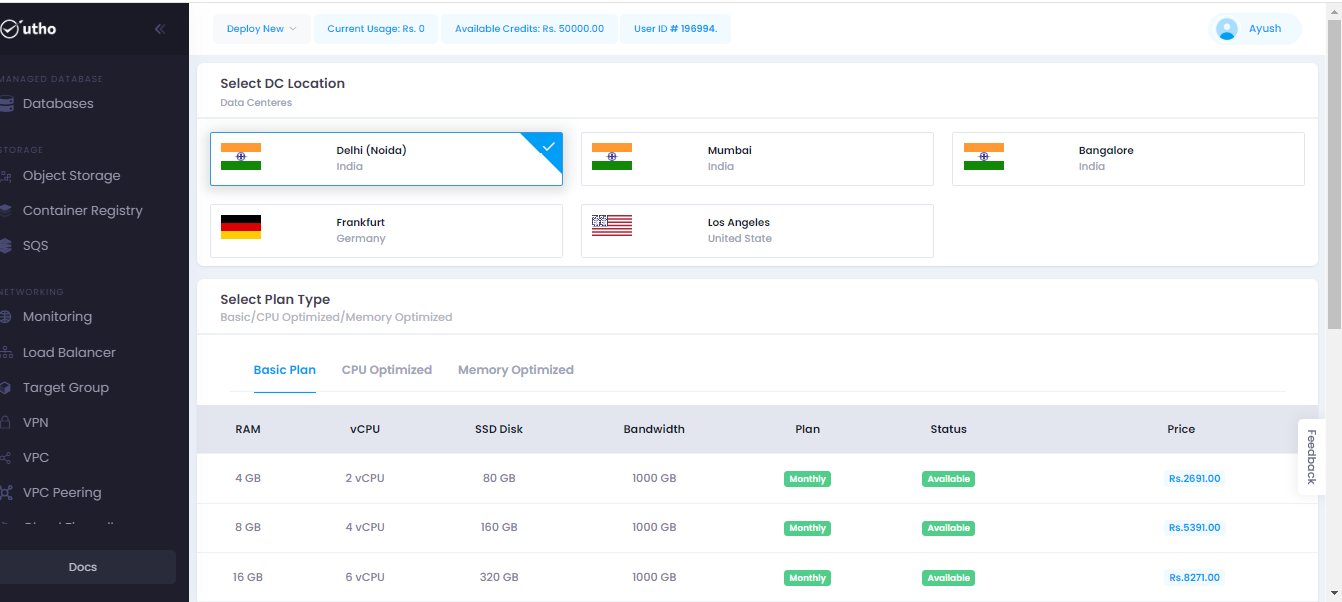 utho
Deploy New
Current Usage: Rs. 0
Available Credits: Rs. 50000.00
User ID # 196994.
Ayush
MANAGED DATABASE
Databases
STORAGE
Object Storage
Container Registry
SQS
NETWORKING
Monitoring
Load Balancer
Target Group
VPN
VPC
VPC Peering
Docs
Select DC Location
Data Centeres
Delhi (Noida)
India
Mumbai
India
Bangalore
India
Frankfurt
Germany
Los Angeles
United State
Select Plan Type
Basic/CPU Optimized/Memory Optimized
Basic Plan CPU Optimized Memory Optimized
RAM vCPU SSD Disk Bandwidth Plan Status Price
4 GB 2 vCPU 80 GB 1000 GB Monthly Available Rs.2691.00
8 GB 4 vCPU 160 GB 1000 GB Monthly Available Rs.5391.00
16 GB 6 vCPU 320 GB 1000 GB Monthly Available Rs.8271.00
Feedback